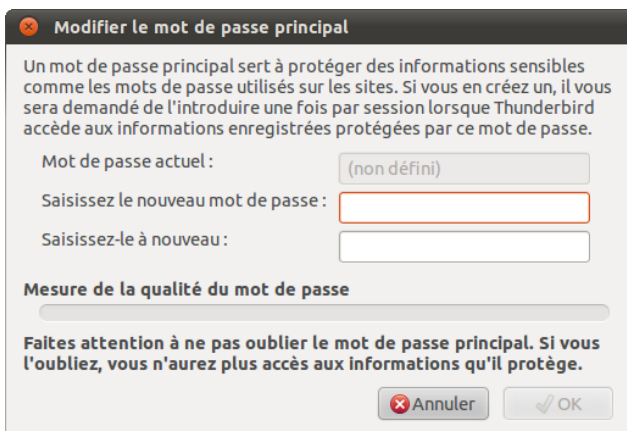 Modifier le mot de passe principal
Un mot de passe principal sert à protéger des informations sensibles
comme les mots de passe utilisés sur les sites. Si vous en créez un, il vous
sera demandé de l'introduire une fois par session lorsque Thunderbird
accède aux informations enregistrées protégées par ce mot de passe.
Mot de passe actuel : (non défini)
Saisissez le nouveau mot de passe :
Saisissez-le à nouveau :
Mesure de la qualité du mot de passe
Faites attention à ne pas oublier le mot de passe principal. Si vous
l'oubliez, vous n'aurez plus accès aux informations qu'il protège.
Annuler OK